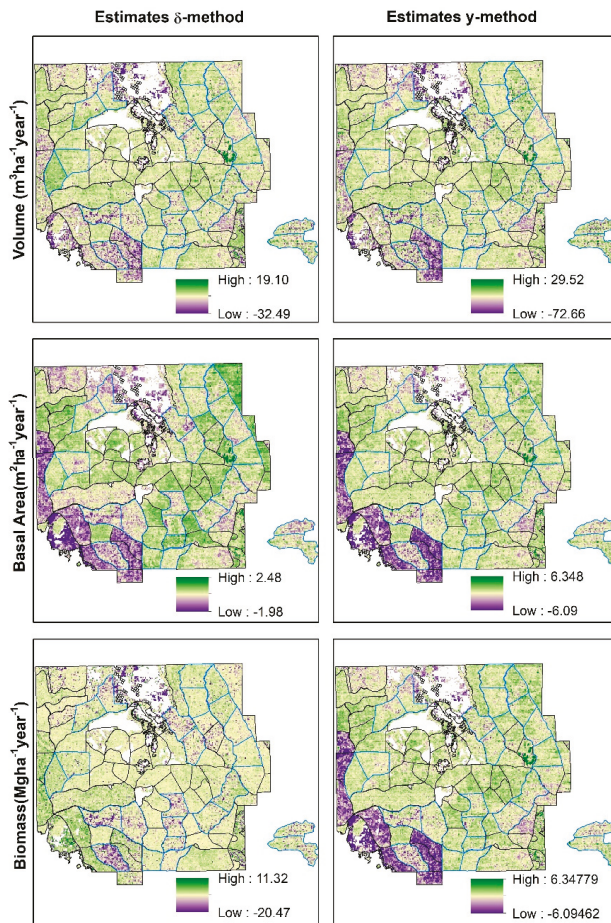 Estimates δ-method
Estimates y-method
Volume (m³ha⁻¹year⁻¹)
High : 19.10
Low : -32.49
High : 29.52
Low : -72.66
Basal Area(m²ha⁻¹year⁻¹)
High : 2.48
Low : -1.98
High : 6.348
Low : -6.09
Biomass(Mgha⁻¹year⁻¹)
High : 11.32
Low : -20.47
High : 6.34779
Low : -6.09462